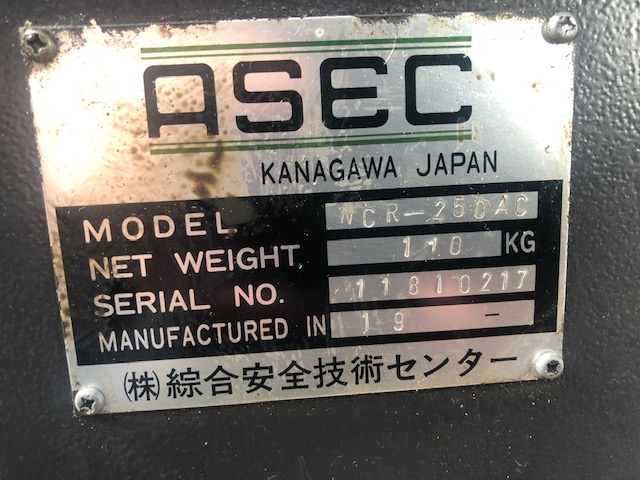 ASEC
KANAGAWA JAPAN
MODEL WCR-250AC
NET WEIGHT 110 KG
SERIAL NO. 11810217
MANUFACTURED IN 19 -
(株)綜合安全技術センター